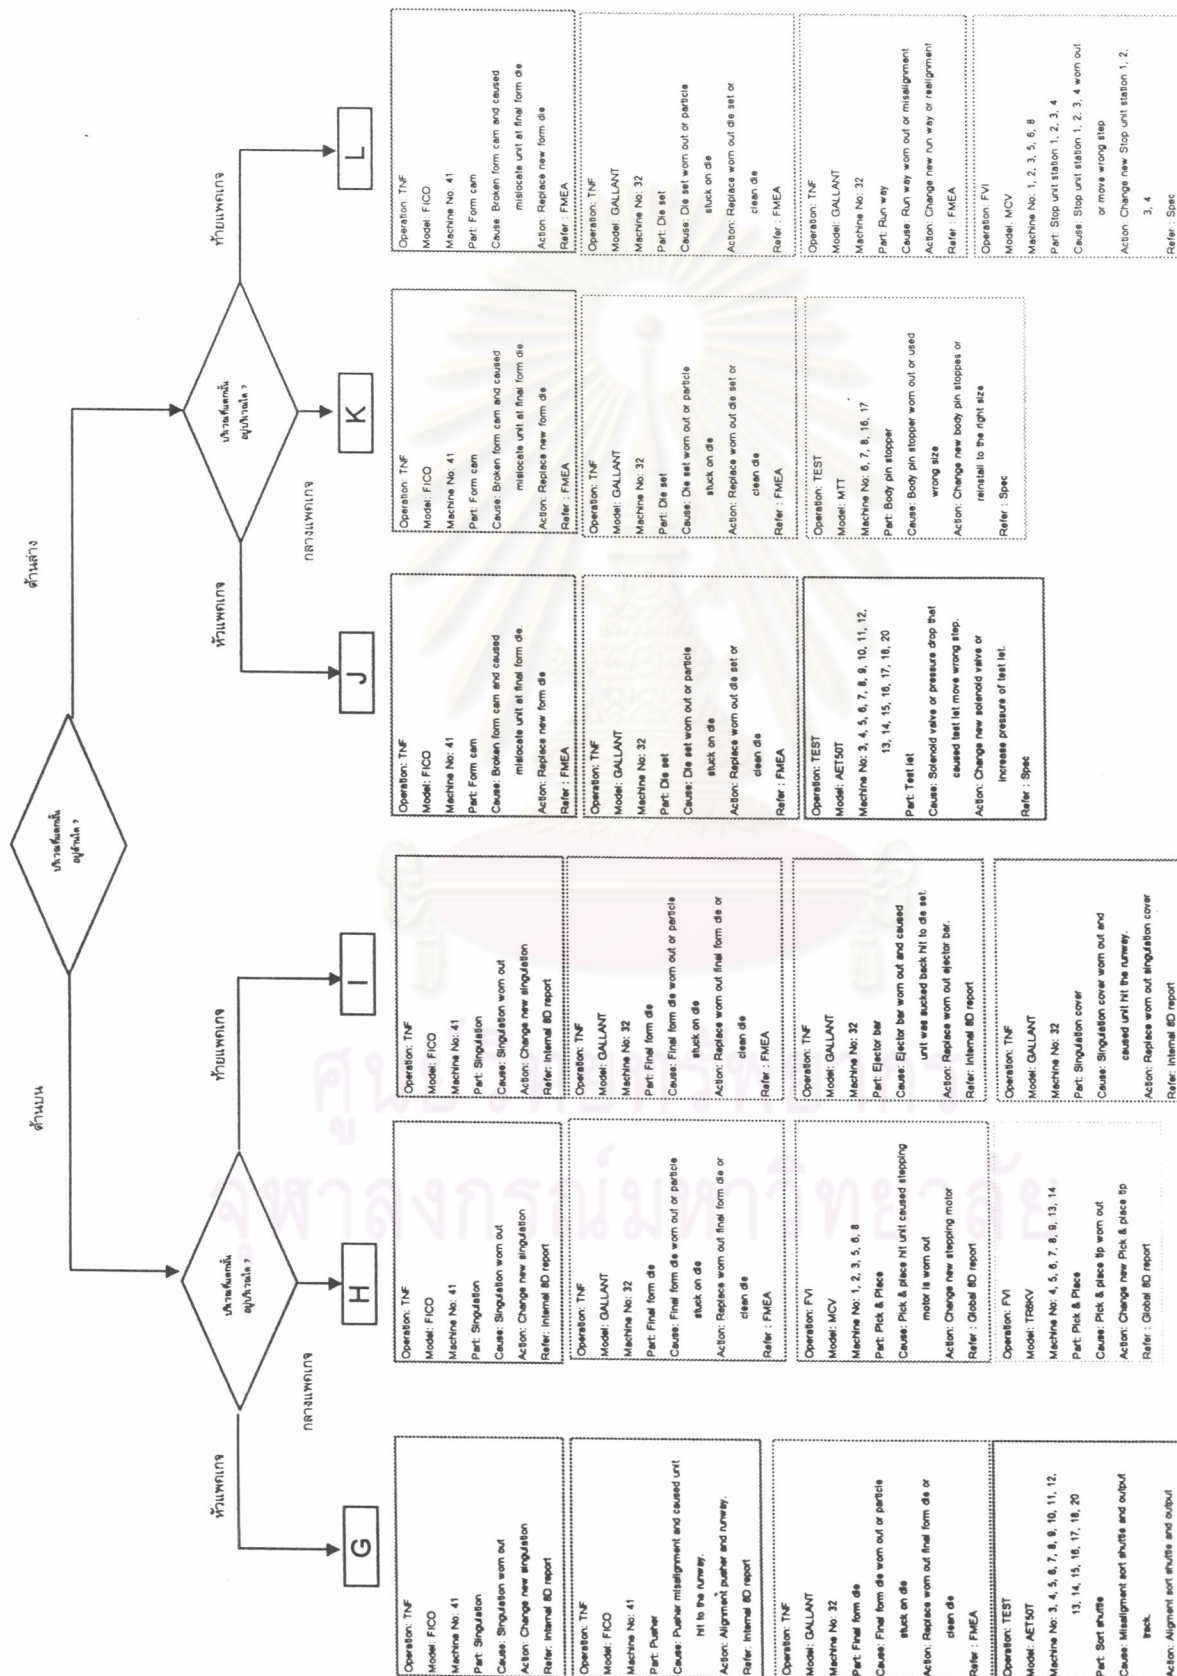 บริเวณที่แตกนั้น
อยู่ด้านใด ?
ด้านบน
ด้านล่าง
บริเวณที่แตกนั้น
อยู่บริเวณใด ?
หัวแพคเกจ
กลางแพคเกจ
ท้ายแพคเกจ
บริเวณที่แตกนั้น
อยู่บริเวณใด ?
หัวแพคเกจ
กลางแพคเกจ
ท้ายแพคเกจ
G
Operation: TNF
Model: FICO
Machine No: 41
Part: Singulation
Cause: Singulation worn out
Action: Change new singulation
Refer: Internal 8D report
Operation: TNF
Model: FICO
Machine No: 41
Part: Pusher
Cause: Pusher misalignment and caused unit
hit to the runway.
Action: Alignment pusher and runway.
Refer: Internal 8D report
Operation: TNF
Model: GALLANT
Machine No: 32
Part: Final form die
Cause: Final form die worn out or particle
stuck on die
Action: Replace worn out final form die or
clean die
Refer : FMEA
Operation: TEST
Model: AET50T
Machine No: 3, 4, 5, 6, 7, 8, 9, 10, 11, 12,
13, 14, 15, 16, 17, 18, 20
Part: Sort shuttle
Cause: Misaligment sort shuttle and output
track.
Action: Aligment sort shuttle and output
H
Operation: TNF
Model: FICO
Machine No: 41
Part: Singulation
Cause: Singulation worn out
Action: Change new singulation
Refer: Internal 8D report
Operation: TNF
Model: GALLANT
Machine No: 32
Part: Final form die
Cause: Final form die worn out or particle
stuck on die
Action: Replace worn out final form die or
clean die
Refer : FMEA
Operation: FVI
Model: MCV
Machine No: 1, 2, 3, 5, 6, 8
Part: Pick & Place
Cause: Pick & place hit unit caused stepping
motor is worn out
Action: Change new stepping motor
Refer : Global 8D report
Operation: FVI
Model: TR8KV
Machine No: 4, 5, 6, 7, 8, 9, 13, 14
Part: Pick & Place
Cause: Pick & place tip worn out
Action: Change new Pick & place tip
Refer : Global 8D report
I
Operation: TNF
Model: FICO
Machine No: 41
Part: Singulation
Cause: Singulation worn out
Action: Change new singulation
Refer: Internal 8D report
Operation: TNF
Model: GALLANT
Machine No: 32
Part: Final form die
Cause: Final form die worn out or particle
stuck on die
Action: Replace worn out final form die or
clean die
Refer : FMEA
Operation: TNF
Model: GALLANT
Machine No: 32
Part: Ejector bar
Cause: Ejector bar worn out and caused
unit was sucked back hit to die set.
Action: Replace worn out ejector bar.
Refer: Internal 8D report
Operation: TNF
Model: GALLANT
Machine No: 32
Part: Singulation cover
Cause: Singulation cover worn out and
caused unit hit the runway.
Action: Replace worn out singulation cover
Refer: Internal 8D report
J
Operation: TNF
Model: FICO
Machine No: 41
Part: Form cam
Cause: Broken form cam and caused
mislocate unit at final form die.
Action: Replace new form die
Refer : FMEA
Operation: TNF
Model: GALLANT
Machine No: 32
Part: Die set
Cause: Die set worn out or particle
stuck on die
Action: Replace worn out die set or
clean die
Refer : FMEA
Operation: TEST
Model: AET50T
Machine No: 3, 4, 5, 6, 7, 8, 9, 10, 11, 12,
13, 14, 15, 16, 17, 18, 20
Part: Test let
Cause: Solenoid valve or pressure drop that
caused test let move wrong step.
Action: Change new solenoid valve or
increase pressure of test let.
Refer : Spec
K
Operation: TNF
Model: FICO
Machine No: 41
Part: Form cam
Cause: Broken form cam and caused
mislocate unit at final form die.
Action: Replace new form die
Refer : FMEA
Operation: TNF
Model: GALLANT
Machine No: 32
Part: Die set
Cause: Die set worn out or particle
stuck on die
Action: Replace worn out die set or
clean die
Refer : FMEA
Operation: TEST
Model: MTT
Machine No: 6, 7, 8, 16, 17
Part: Body pin stopper
Cause: Body pin stopper worn out or used
wrong size
Action: Change new body pin stoppes or
reinstall to the right size
Refer : Spec
L
Operation: TNF
Model: FICO
Machine No: 41
Part: Form cam
Cause: Broken form cam and caused
mislocate unit at final form die.
Action: Replace new form die
Refer : FMEA
Operation: TNF
Model: GALLANT
Machine No: 32
Part: Die set
Cause: Die set worn out or particle
stuck on die
Action: Replace worn out die set or
clean die
Refer : FMEA
Operation: TNF
Model: GALLANT
Machine No: 32
Part: Run way
Cause: Run way worn out or misalignment
Action: Change new run way or realignment
Refer : FMEA
Operation: FVI
Model: MCV
Machine No: 1, 2, 3, 5, 6, 8
Part: Stop unit station 1, 2, 3, 4
Cause: Stop unit station 1, 2, 3, 4 worn out
or move wrong step
Action: Change new Stop unit station 1, 2,
3, 4
Refer : Spec
ศูนย์วิทยทรัพยากร
จุฬาลงกรณ์มหาวิทยาลัย